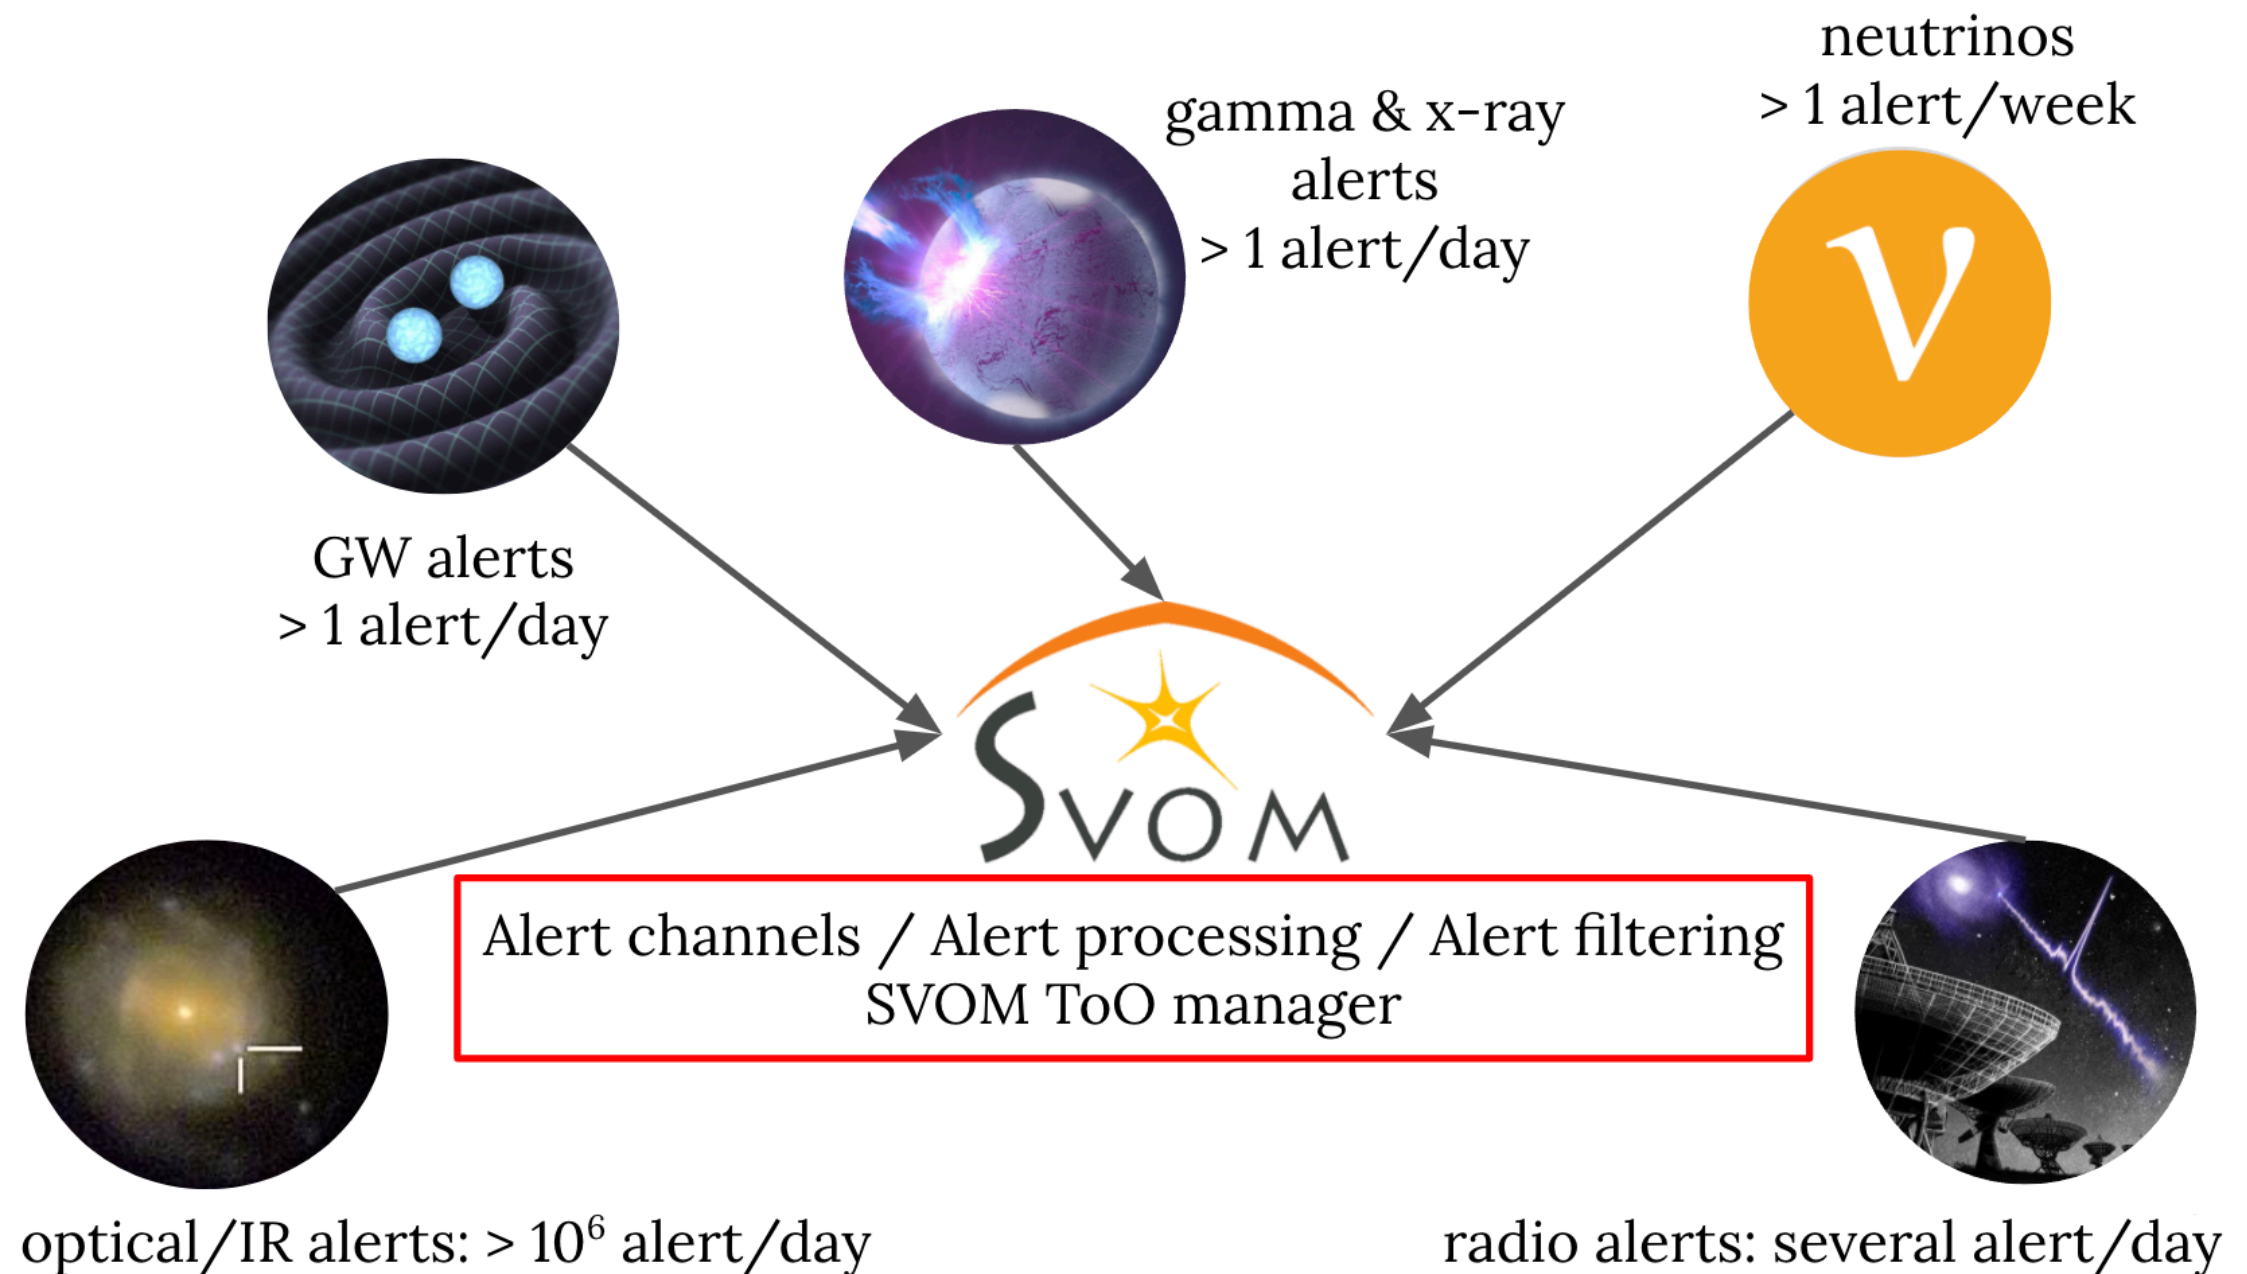 neutrinos
> 1 alert/week
gamma & x-ray
alerts
> 1 alert/day
ν
GW alerts
> 1 alert/day
SVOM
Alert channels / Alert processing / Alert filtering
SVOM ToO manager
optical/IR alerts: > 10⁶ alert/day
radio alerts: several alert/day